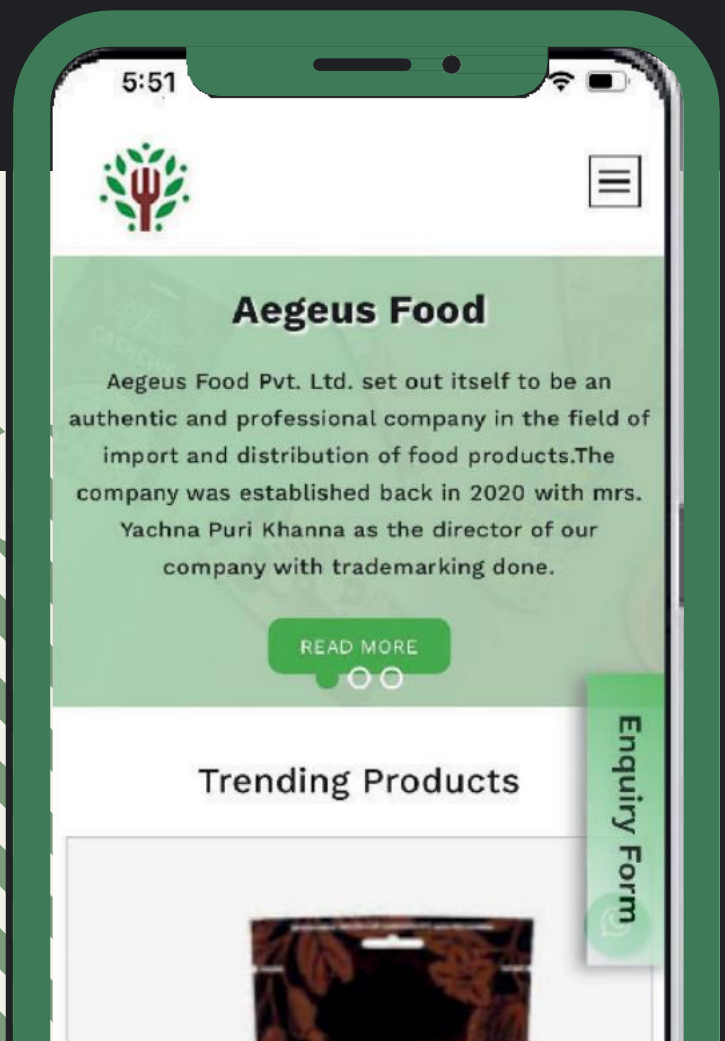 5:51
Aegeus Food
Aegeus Food Pvt. Ltd. set out itself to be an
authentic and professional company in the field of
import and distribution of food products.The
company was established back in 2020 with mrs.
Yachna Puri Khanna as the director of our
company with trademarking done.
READ MORE
Enquiry Form
Trending Products